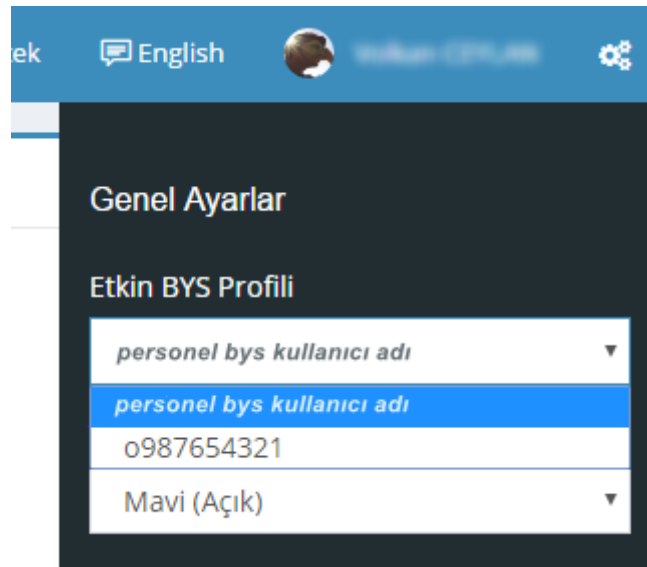 tek English
Genel Ayarlar
Etkin BYS Profili
personel bys kullanıcı adı
personel bys kullanıcı adı
o987654321
Mavi (Açık)